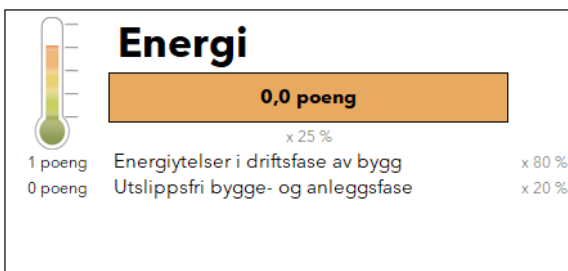 Energi
0,0 poeng
x 25 %
1 poeng Energiytelser i driftsfase av bygg x 80 %
0 poeng Utslippsfri bygge- og anleggsfase x 20 %